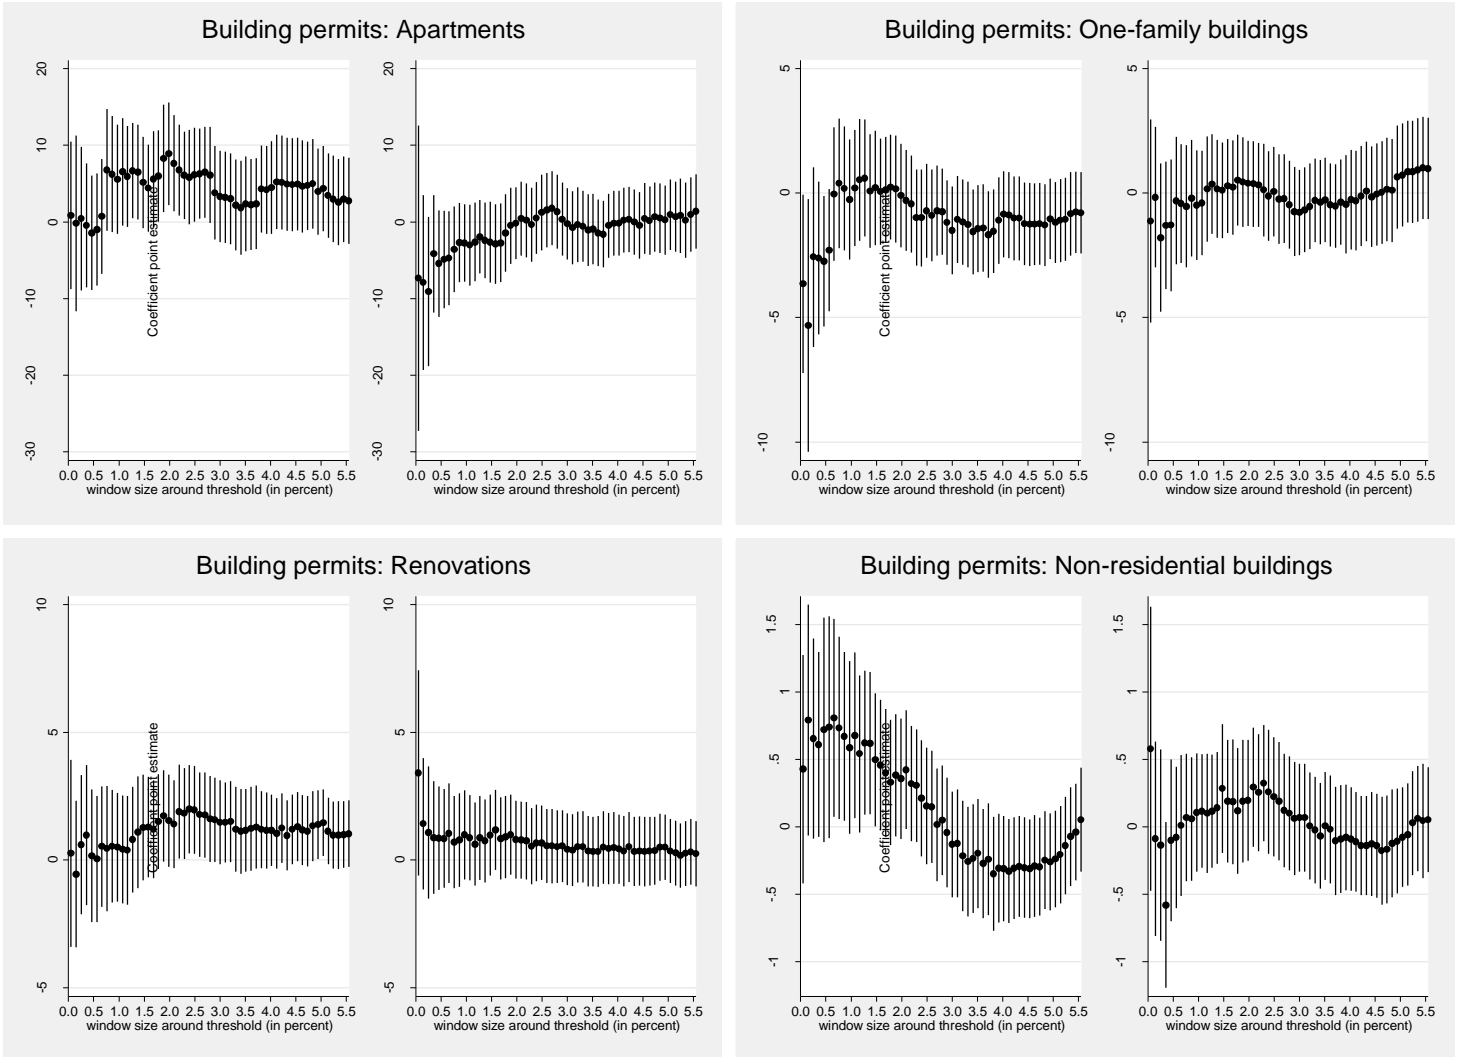 Building permits: Apartments
20
10
0
-10
-20
-30
Coefficient point estimate
0.0 0.5 1.0 1.5 2.0 2.5 3.0 3.5 4.0 4.5 5.0 5.5
window size around threshold (in percent)
20
10
0
-10
-20
-30
0.0 0.5 1.0 1.5 2.0 2.5 3.0 3.5 4.0 4.5 5.0 5.5
window size around threshold (in percent)
Building permits: One-family buildings
5
0
-5
-10
Coefficient point estimate
0.0 0.5 1.0 1.5 2.0 2.5 3.0 3.5 4.0 4.5 5.0 5.5
window size around threshold (in percent)
5
0
-5
-10
0.0 0.5 1.0 1.5 2.0 2.5 3.0 3.5 4.0 4.5 5.0 5.5
window size around threshold (in percent)
Building permits: Renovations
10
5
0
-5
Coefficient point estimate
0.0 0.5 1.0 1.5 2.0 2.5 3.0 3.5 4.0 4.5 5.0 5.5
window size around threshold (in percent)
10
5
0
-5
0.0 0.5 1.0 1.5 2.0 2.5 3.0 3.5 4.0 4.5 5.0 5.5
window size around threshold (in percent)
Building permits: Non-residential buildings
1.5
1
.5
0
-.5
-1
Coefficient point estimate
0.0 0.5 1.0 1.5 2.0 2.5 3.0 3.5 4.0 4.5 5.0 5.5
window size around threshold (in percent)
1.5
1
.5
0
-.5
-1
0.0 0.5 1.0 1.5 2.0 2.5 3.0 3.5 4.0 4.5 5.0 5.5
window size around threshold (in percent)